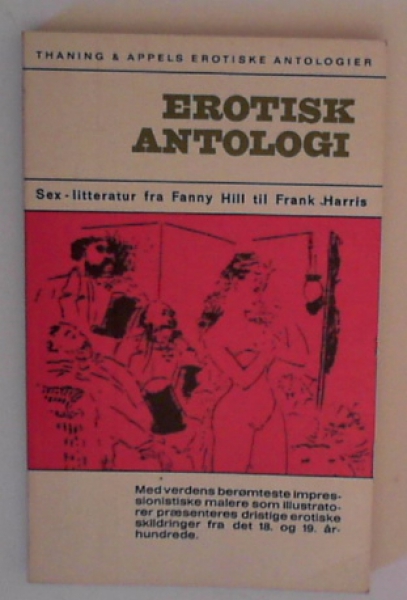 THANING & APPELS EROTISKE ANTOLOGIER
EROTISK
ANTOLOGI
Sex-litteratur fra Fanny Hill til Frank Harris
Med verdens berømteste impres-
sionistiske malere som illustrato-
rer præsenteres dristige erotiske
skildringer fra det 18. og 19. år-
hundrede.